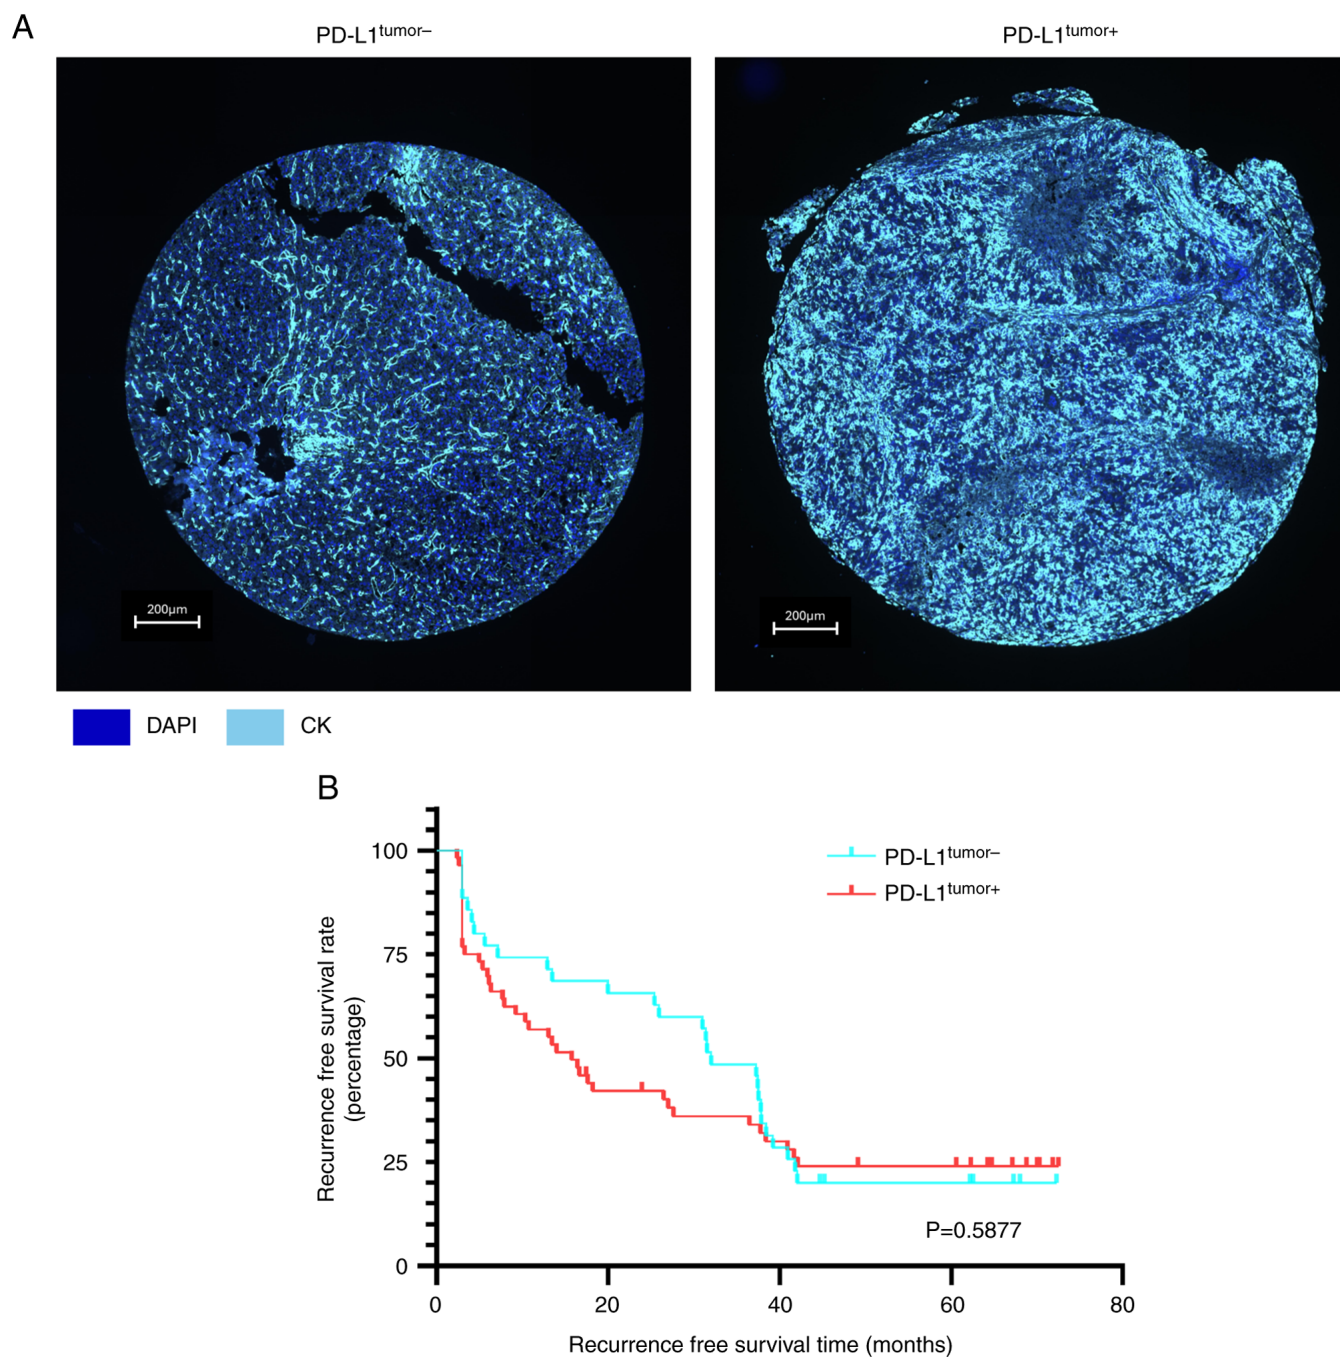 A
PD-L1tumor–
PD-L1tumor+
200µm
200µm
DAPI
CK
B
100
75
50
25
0
Recurrence free survival rate
(percentage)
PD-L1tumor–
PD-L1tumor+
P=0.5877
0
20
40
60
80
Recurrence free survival time (months)